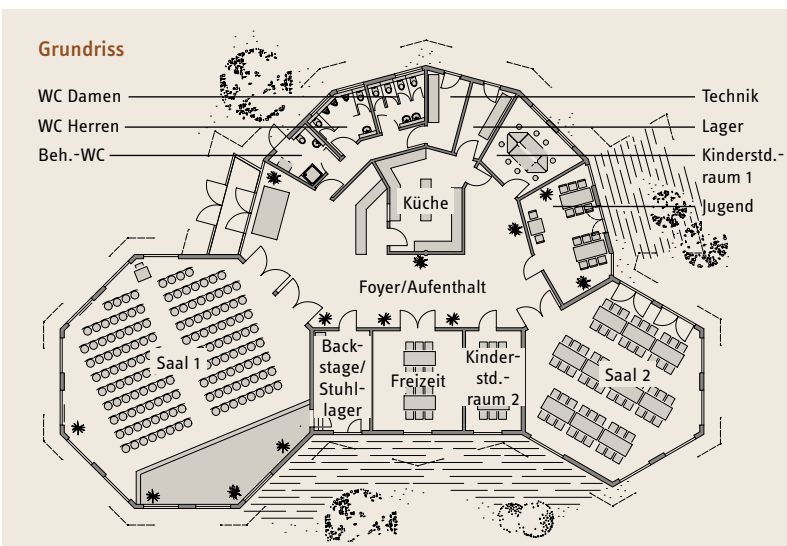 Grundriss
WC Damen
WC Herren
Beh.-WC
Technik
Lager
Kinderstd.-
raum 1
Jugend
Küche
Foyer/Aufenthalt
Saal 1
Back-
stage/
Stuhl-
lager
Freizeit
Kinder-
std.-
raum 2
Saal 2